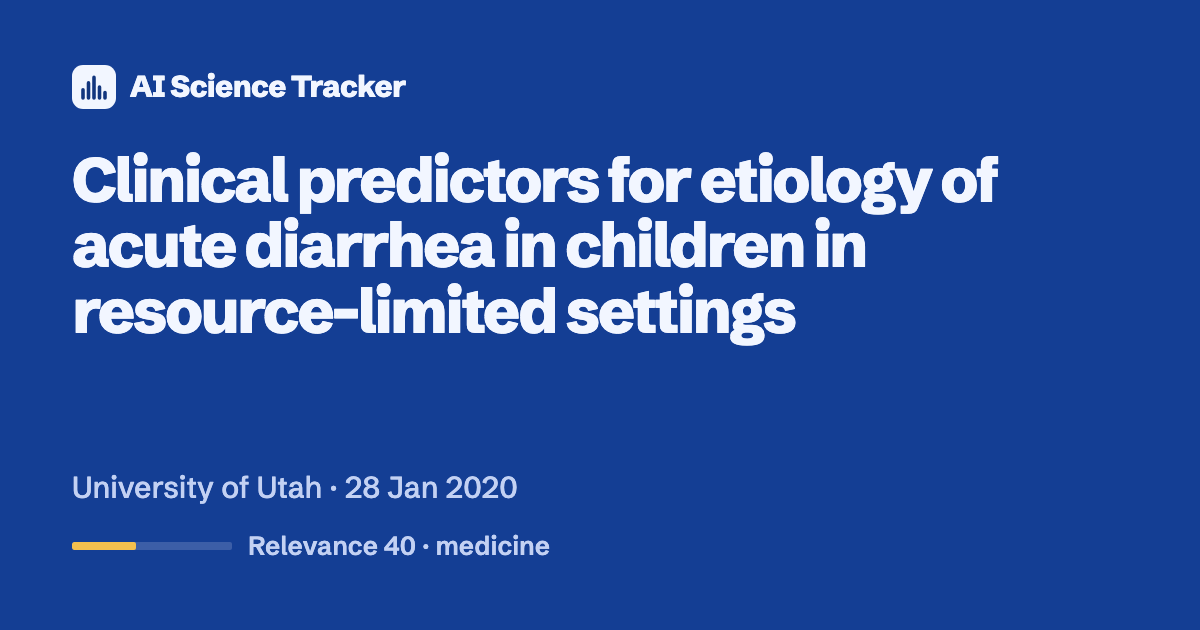 AI Science Tracker
Clinical predictors for etiology of
acute diarrhea in children in
resource-limited settings
University of Utah · 28 Jan 2020
Relevance 40 · medicine